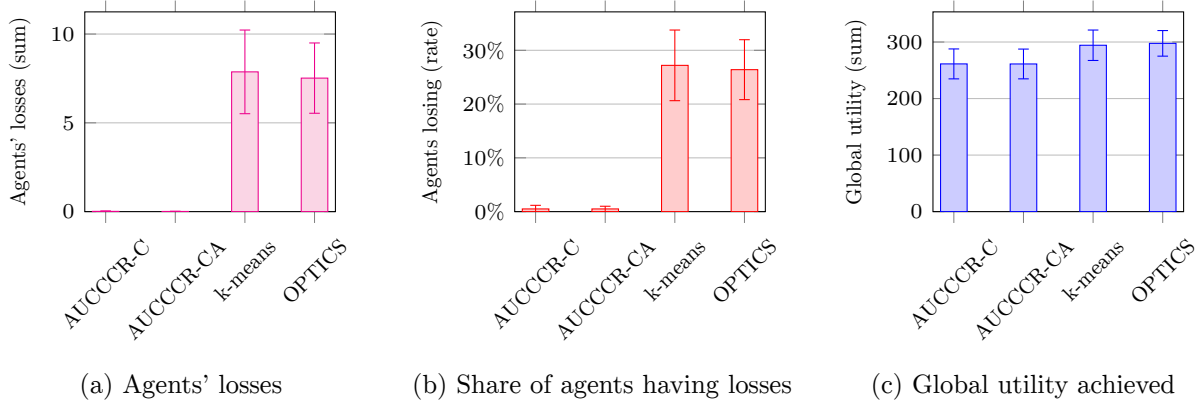 Agents' losses (sum)
10
5
0
AUCCCR-C
AUCCCR-CA
k-means
OPTICS
(a) Agents' losses
Agents losing (rate)
30%
20%
10%
0%
AUCCCR-C
AUCCCR-CA
k-means
OPTICS
(b) Share of agents having losses
Global utility (sum)
300
200
100
0
AUCCCR-C
AUCCCR-CA
k-means
OPTICS
(c) Global utility achieved